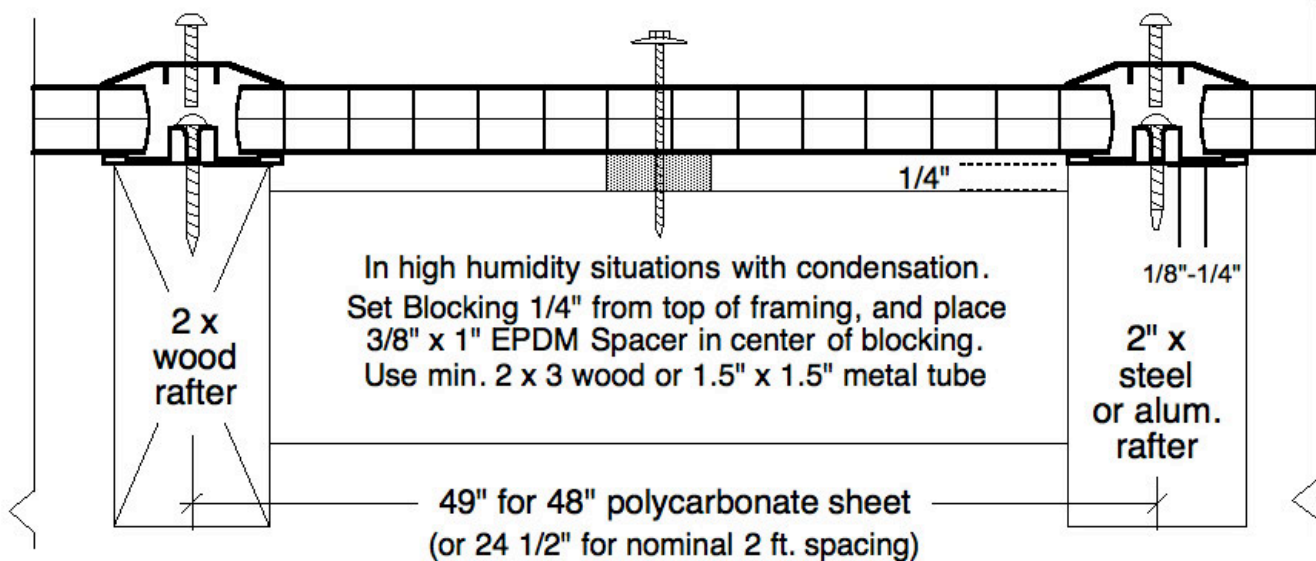 1/4"
In high humidity situations with condensation.
Set Blocking 1/4" from top of framing, and place
3/8" x 1" EPDM Spacer in center of blocking.
Use min. 2 x 3 wood or 1.5" x 1.5" metal tube
1/8"-1/4"
2 x
wood
rafter
2" x
steel
or alum.
rafter
49" for 48" polycarbonate sheet
(or 24 1/2" for nominal 2 ft. spacing)